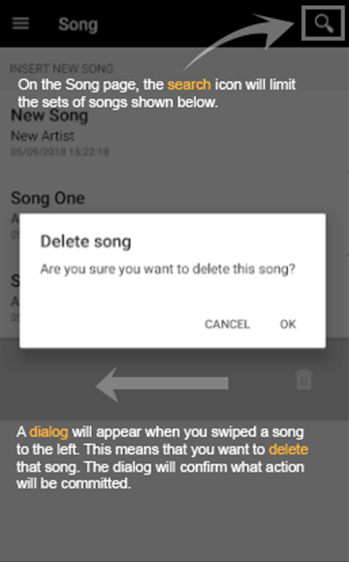 Song
INSERT NEW SONG
On the Song page, the search icon will limit
the sets of songs shown below.
New Song
New Artist
05/09/2018 15:22:18
Song One
A
05
Delete song
Are you sure you want to delete this song?
S
A
05
CANCEL OK
A dialog will appear when you swiped a song
to the left. This means that you want to delete
that song. The dialog will confirm what action
will be committed.